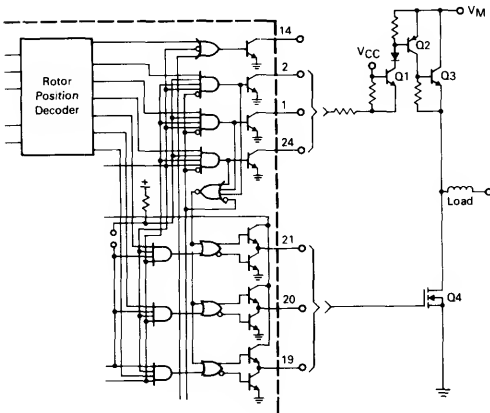 14
V_M
Rotor
Position
Decoder
2
V_CC
Q1
Q2
Q3
1
24
+
Load
21
20
Q4
19